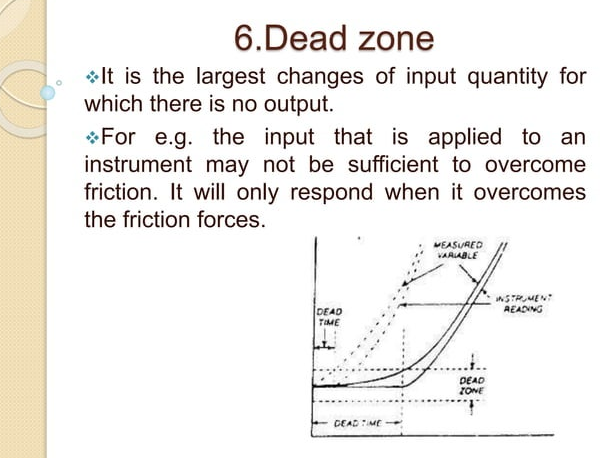 6.Dead zone
❖It is the largest changes of input quantity for
which there is no output.
❖For e.g. the input that is applied to an
instrument may not be sufficient to overcome
friction. It will only respond when it overcomes
the friction forces.
MEASURED
VARIABLE
INSTRUMENT
READING
DEAD
TIME
DEAD
ZONE
DEAD TIME